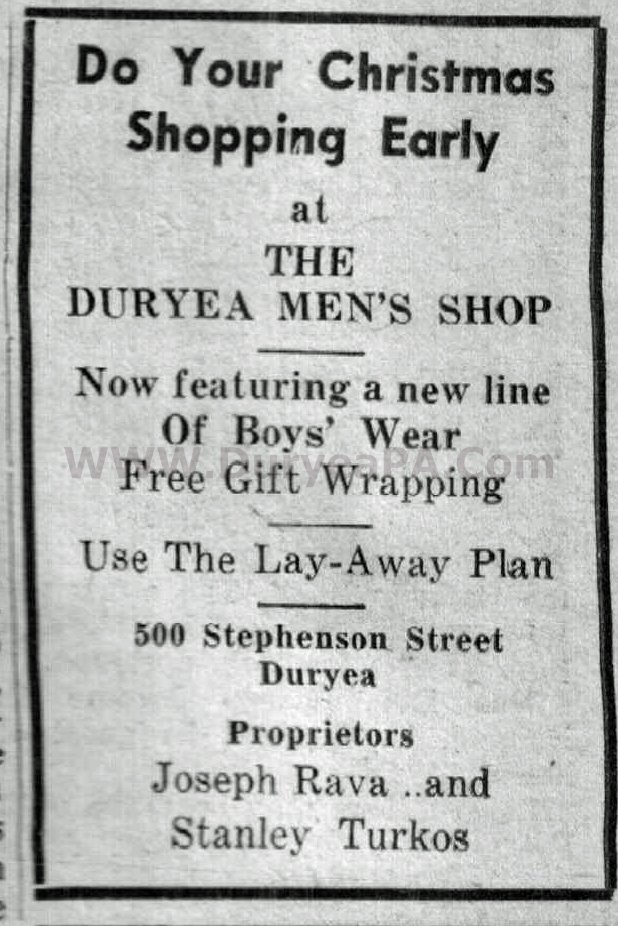 Do Your Christmas
Shopping Early
at
THE
DURYEA MEN'S SHOP
Now featuring a new line
Of Boys' Wear
WWW.DuryeaPA.Com
Free Gift Wrapping
Use The Lay-Away Plan
500 Stephenson Street
Duryea
Proprietors
Joseph Rava ..and
Stanley Turkos